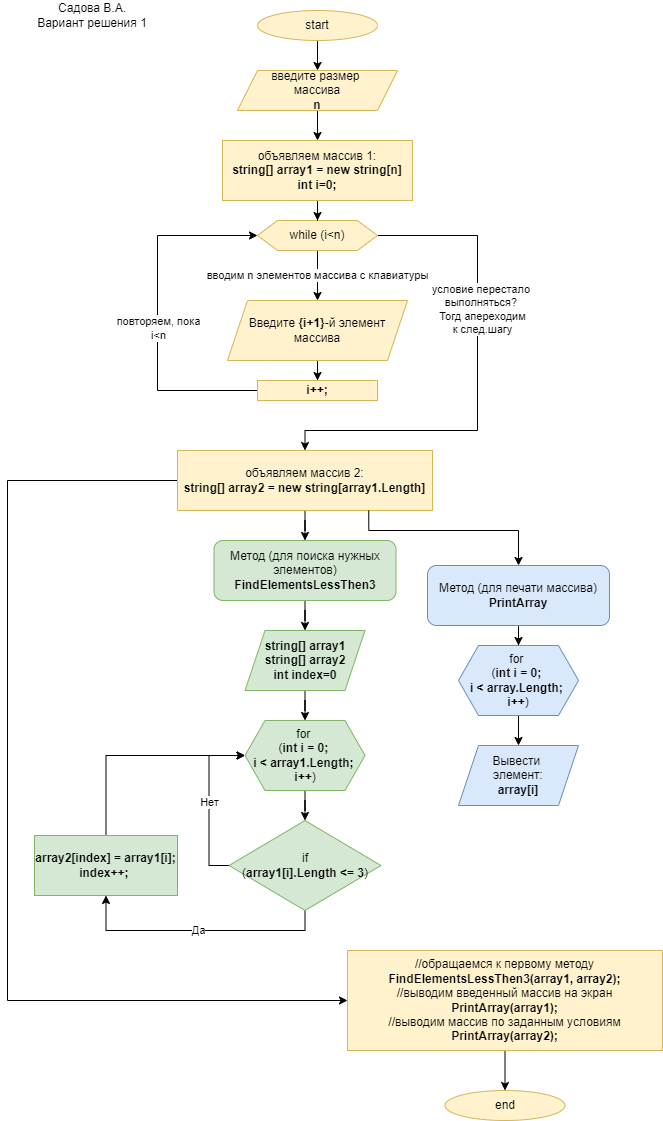 Садова В.А.
Вариант решения 1
start
введите размер
массива
n
объявляем массив 1:
string[] array1 = new string[n]
int i=0;
while (i<n)
вводим n элементов массива с клавиатуры
условие перестало
выполняться?
Тогд апереходим
к след.шагу
повторяем, пока
i<n
Введите {i+1}-й элемент
массива
i++;
объявляем массив 2:
string[] array2 = new string[array1.Length]
Метод (для поиска нужных
элементов)
FindElementsLessThen3
Метод (для печати массива)
PrintArray
string[] array1
string[] array2
int index=0
for
(int i = 0;
i < array.Length;
i++)
for
(int i = 0;
i < array1.Length;
i++)
Вывести
элемент:
array[i]
Нет
array2[index] = array1[i];
index++;
if
(array1[i].Length <= 3)
Да
//обращаемся к первому методу
FindElementsLessThen3(array1, array2);
//выводим введенный массив на экран
PrintArray(array1);
//выводим массив по заданным условиям
PrintArray(array2);
end